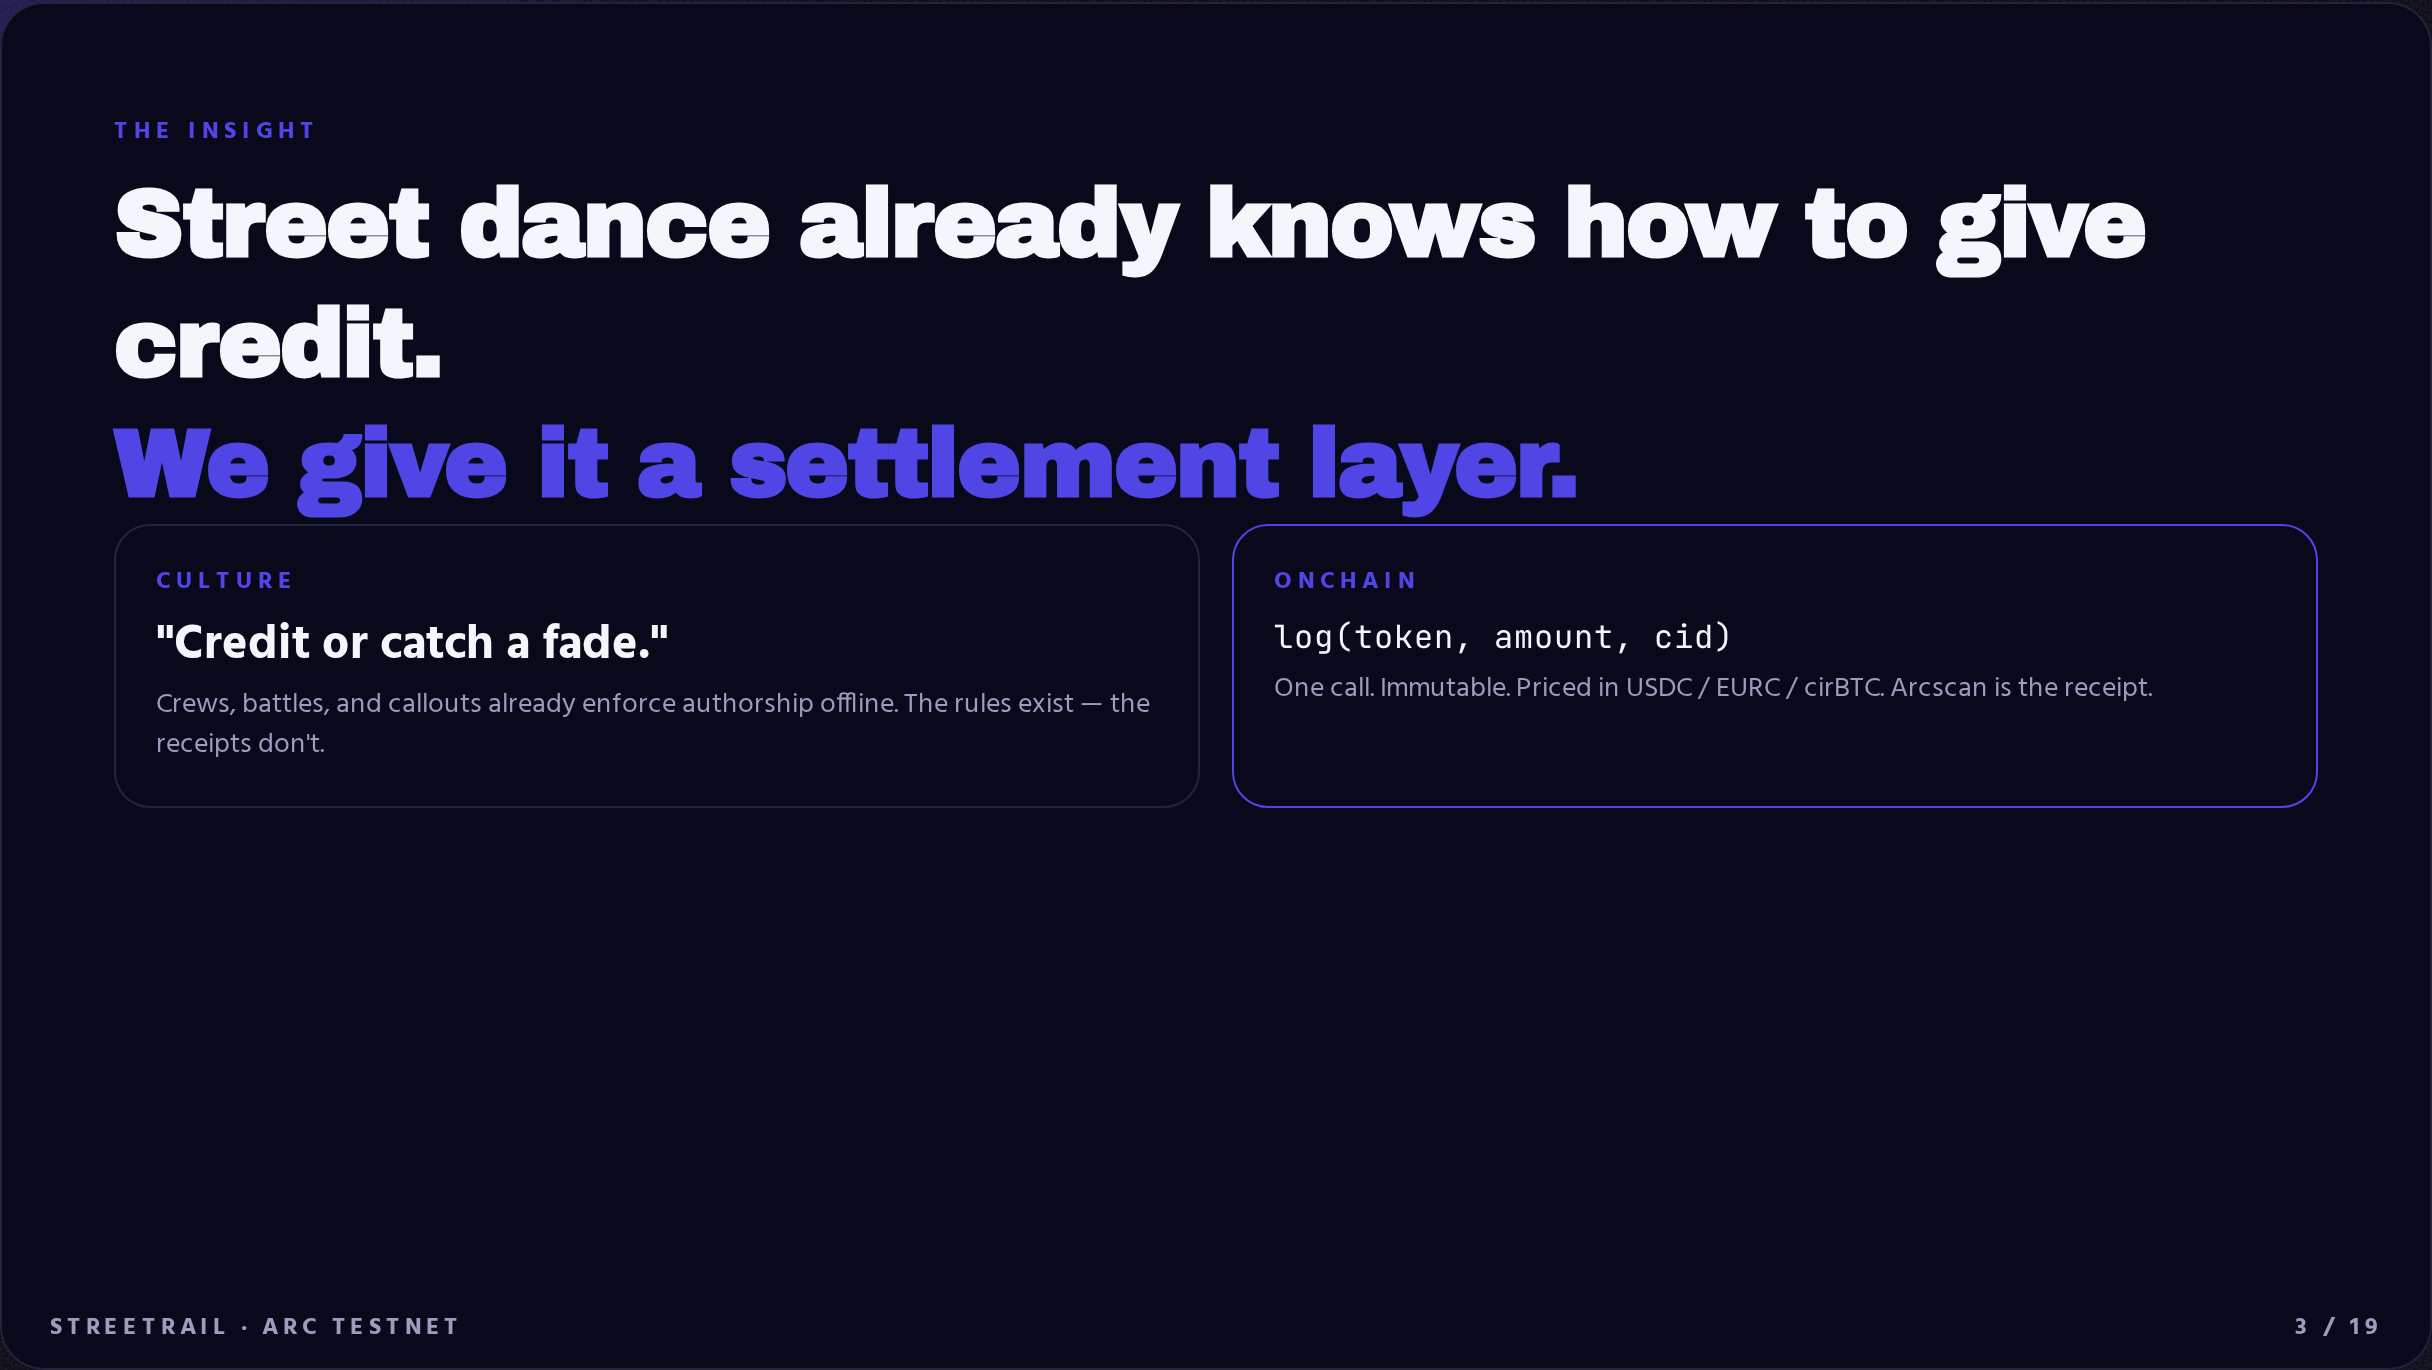 THE INSIGHT
Street dance already knows how to give
credit.
We give it a settlement layer.
CULTURE
"Credit or catch a fade."
Crews, battles, and callouts already enforce authorship offline. The rules exist — the
receipts don't.
ONCHAIN
log(token, amount, cid)
One call. Immutable. Priced in USDC / EURC / cirBTC. Arcscan is the receipt.
STREETRAIL · ARC TESTNET
3 / 19